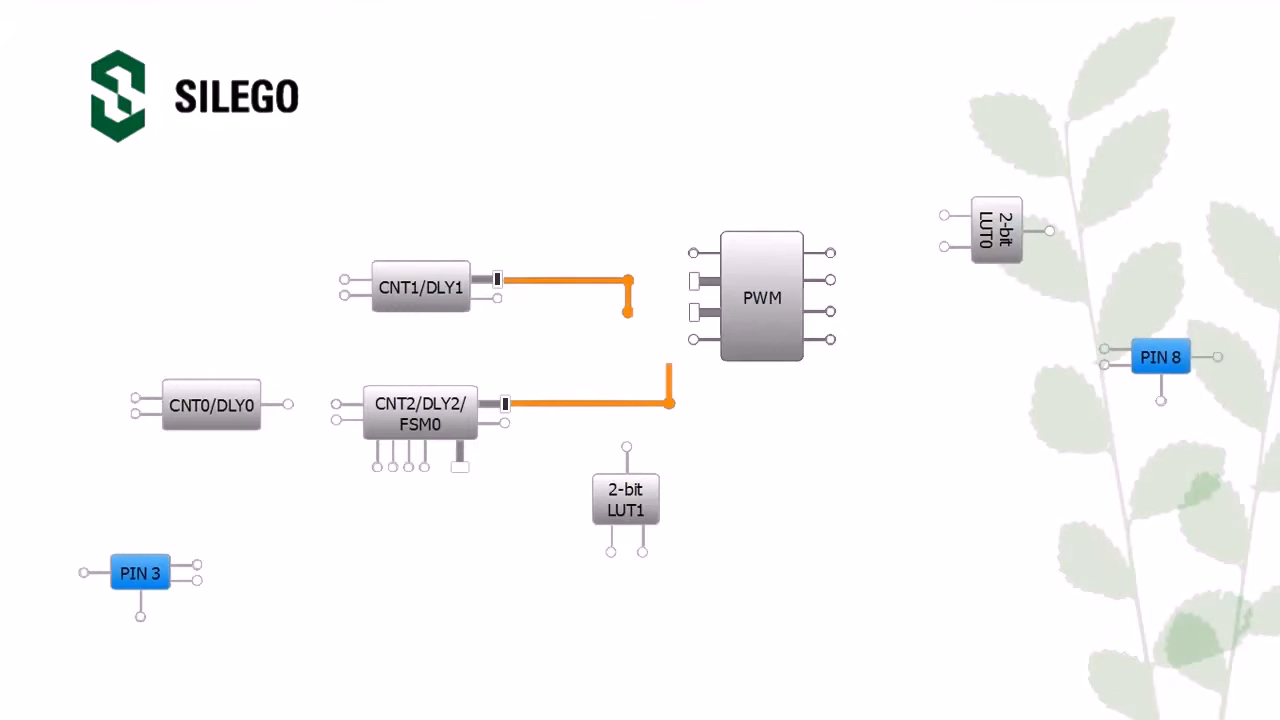 SILEGO
2-bit
LUT0
CNT1/DLY1
PWM
PIN 8
CNT0/DLY0
CNT2/DLY2/
FSM0
2-bit
LUT1
PIN 3